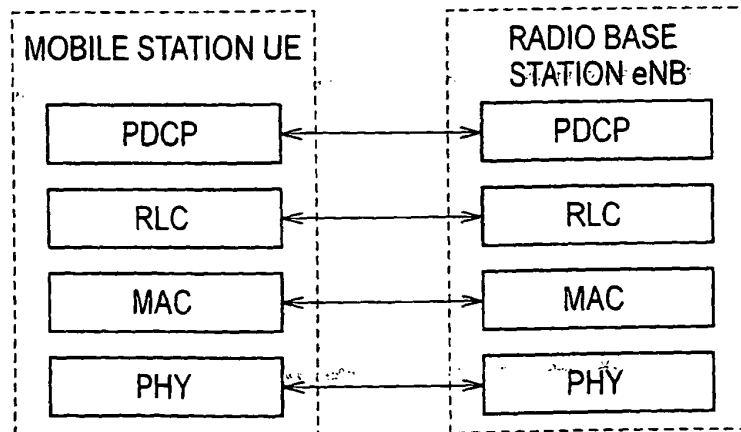 MOBILE STATION UE
PDCP
RLC
MAC
PHY
RADIO BASE
STATION eNB
PDCP
RLC
MAC
PHY